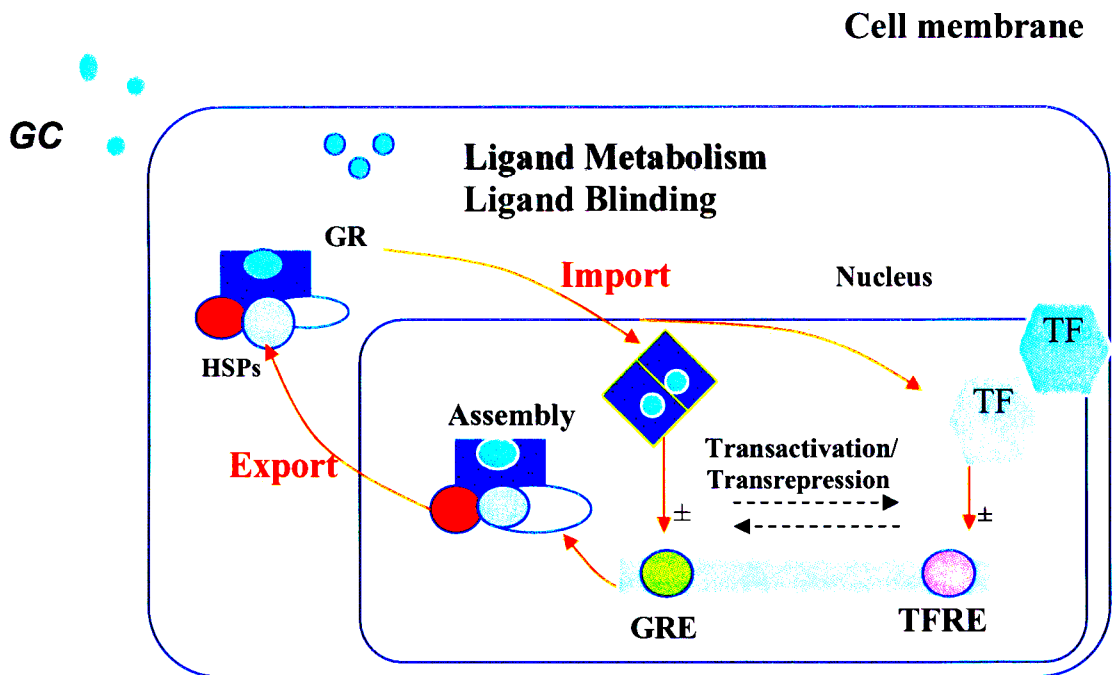 Cell membrane
GC
Ligand Metabolism
Ligand Blinding
GR
Import
Nucleus
TF
HSPs
TF
Assembly
Transactivation/
Transrepression
Export
±
±
GRE
TFRE